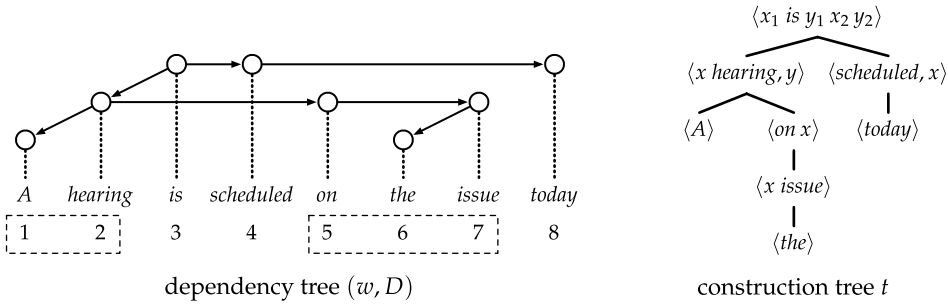 ⟨x₁ is y₁ x₂ y₂⟩
⟨x hearing, y⟩ ⟨scheduled, x⟩
⟨A⟩ ⟨on x⟩ ⟨today⟩
⟨x issue⟩
⟨the⟩
A hearing is scheduled on the issue today
1 2 3 4 5 6 7 8
dependency tree (w, D)
construction tree t